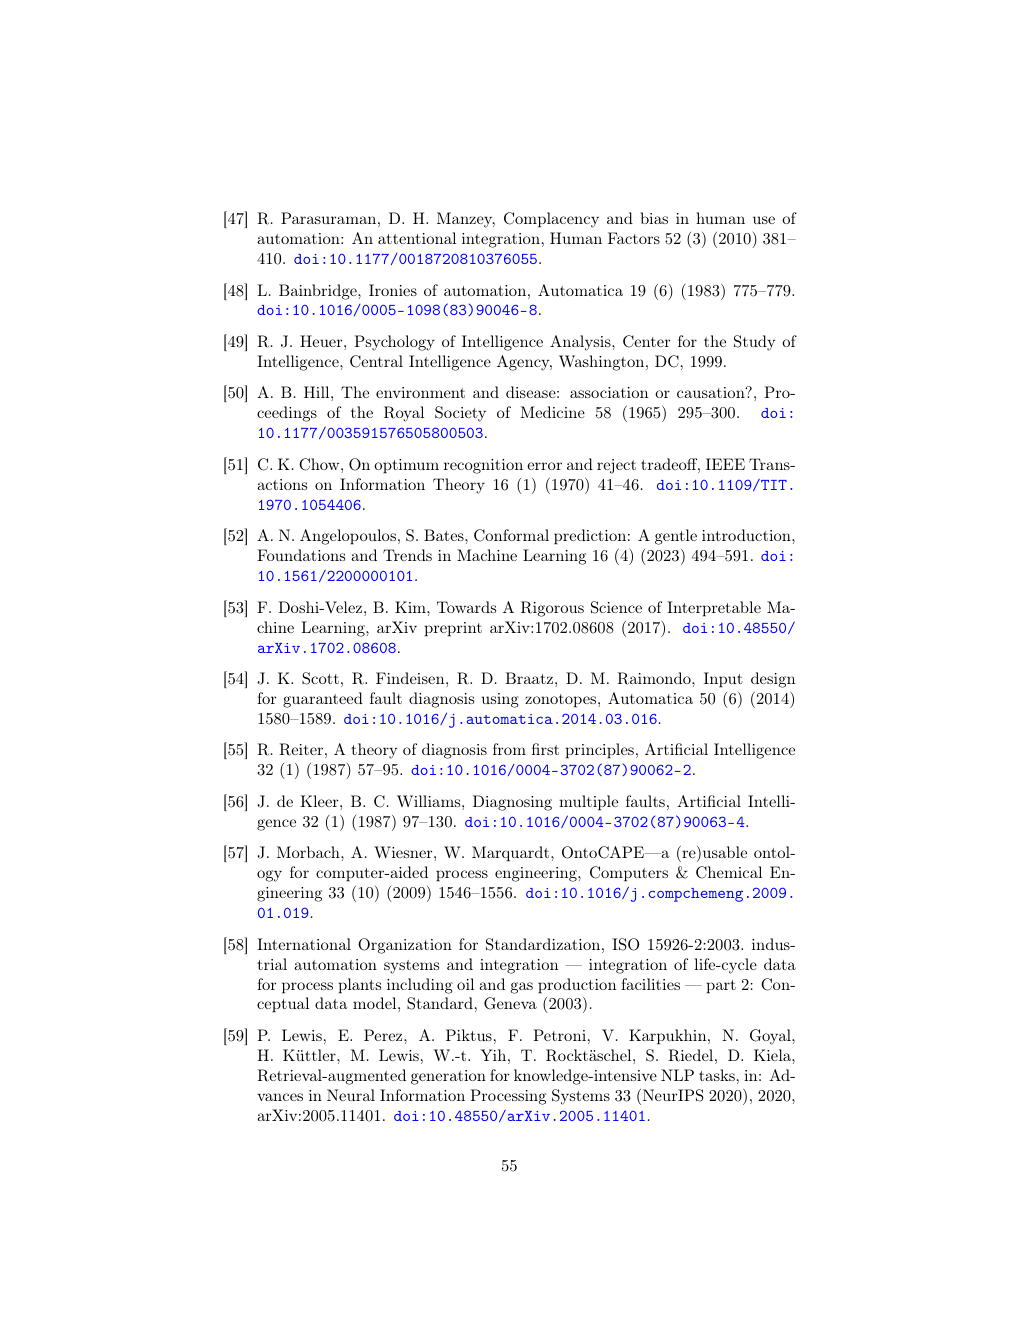 [47] R. Parasuraman, D. H. Manzey, Complacency and bias in human use of
automation: An attentional integration, Human Factors 52 (3) (2010) 381–
410. doi:10.1177/0018720810376055.
[48] L. Bainbridge, Ironies of automation, Automatica 19 (6) (1983) 775–779.
doi:10.1016/0005-1098(83)90046-8.
[49] R. J. Heuer, Psychology of Intelligence Analysis, Center for the Study of
Intelligence, Central Intelligence Agency, Washington, DC, 1999.
[50] A. B. Hill, The environment and disease: association or causation?, Pro-
ceedings of the Royal Society of Medicine 58 (1965) 295–300. doi:
10.1177/003591576505800503.
[51] C. K. Chow, On optimum recognition error and reject tradeoff, IEEE Trans-
actions on Information Theory 16 (1) (1970) 41–46. doi:10.1109/TIT.
1970.1054406.
[52] A. N. Angelopoulos, S. Bates, Conformal prediction: A gentle introduction,
Foundations and Trends in Machine Learning 16 (4) (2023) 494–591. doi:
10.1561/2200000101.
[53] F. Doshi-Velez, B. Kim, Towards A Rigorous Science of Interpretable Ma-
chine Learning, arXiv preprint arXiv:1702.08608 (2017). doi:10.48550/
arXiv.1702.08608.
[54] J. K. Scott, R. Findeisen, R. D. Braatz, D. M. Raimondo, Input design
for guaranteed fault diagnosis using zonotopes, Automatica 50 (6) (2014)
1580–1589. doi:10.1016/j.automatica.2014.03.016.
[55] R. Reiter, A theory of diagnosis from first principles, Artificial Intelligence
32 (1) (1987) 57–95. doi:10.1016/0004-3702(87)90062-2.
[56] J. de Kleer, B. C. Williams, Diagnosing multiple faults, Artificial Intelli-
gence 32 (1) (1987) 97–130. doi:10.1016/0004-3702(87)90063-4.
[57] J. Morbach, A. Wiesner, W. Marquardt, OntoCAPE—a (re)usable ontol-
ogy for computer-aided process engineering, Computers & Chemical En-
gineering 33 (10) (2009) 1546–1556. doi:10.1016/j.compchemeng.2009.
01.019.
[58] International Organization for Standardization, ISO 15926-2:2003. indus-
trial automation systems and integration — integration of life-cycle data
for process plants including oil and gas production facilities — part 2: Con-
ceptual data model, Standard, Geneva (2003).
[59] P. Lewis, E. Perez, A. Piktus, F. Petroni, V. Karpukhin, N. Goyal,
H. Küttler, M. Lewis, W.-t. Yih, T. Rocktäschel, S. Riedel, D. Kiela,
Retrieval-augmented generation for knowledge-intensive NLP tasks, in: Ad-
vances in Neural Information Processing Systems 33 (NeurIPS 2020), 2020,
arXiv:2005.11401. doi:10.48550/arXiv.2005.11401.
55